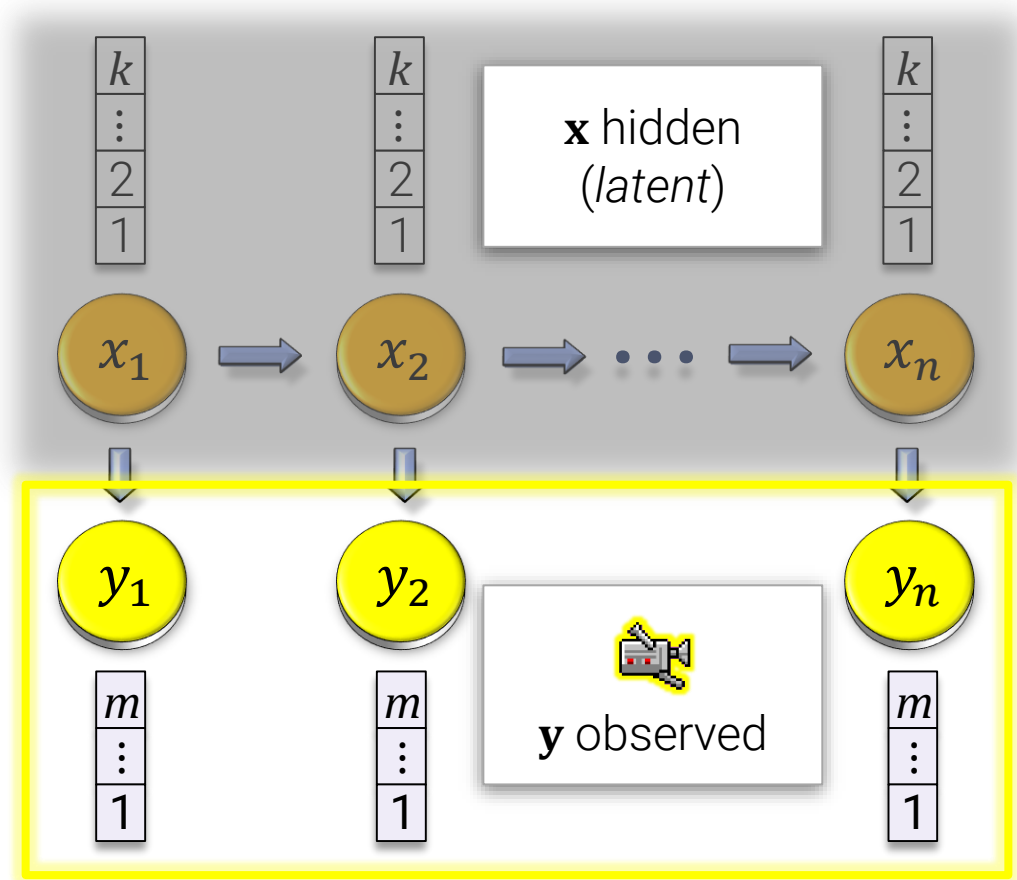 k k k
⋮ ⋮ ⋮
2 2 2
1 1 1
x hidden
(latent)
x₁ x₂ ... xₙ
y₁ y₂ yₙ
m m m
⋮ ⋮ ⋮
1 1 1
y observed